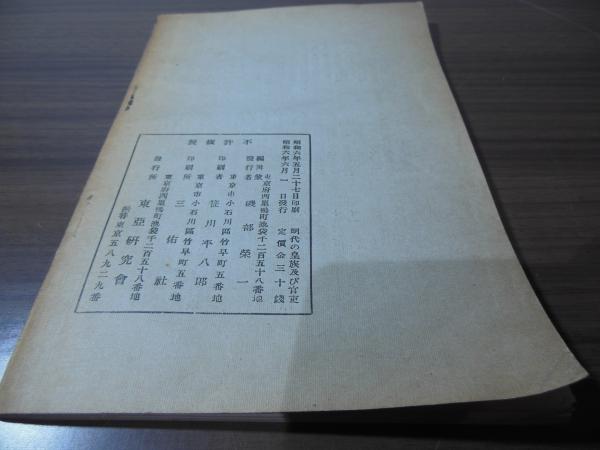 昭和六年五月二十七日印刷 明代の皇族及び官吏
昭和六年六月一日發行 定價金三十錢
不許複製
東京府西巢鴨町池袋千二百五十八番地
發行者 磯部榮一
東京市小石川區竹早町五番地
印刷者 笹川平八郎
東京市小石川區竹早町五番地
印刷所 三佑社
東京府西巢鴨町池袋千二百五十八番地
發行所 東亞研究會
振替東京五八九二九番